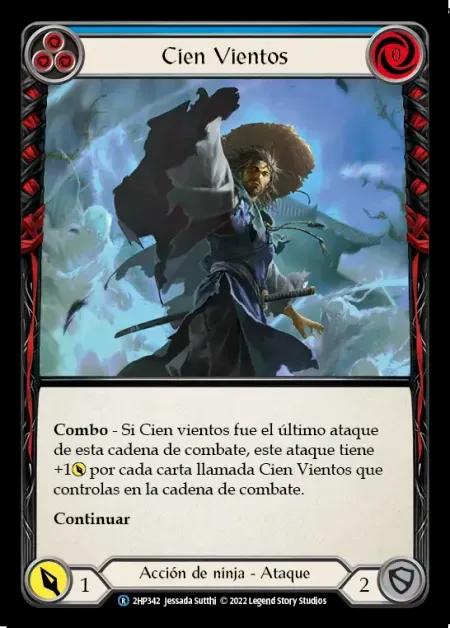 Cien Vientos
0
Combo - Si Cien vientos fue el último ataque
de esta cadena de combate, este ataque tiene
+1 por cada carta llamada Cien Vientos que
controlas en la cadena de combate.
Continuar
1
Acción de ninja - Ataque
2
R 2HP342 Jessada Sutthi © 2022 Legend Story Studios